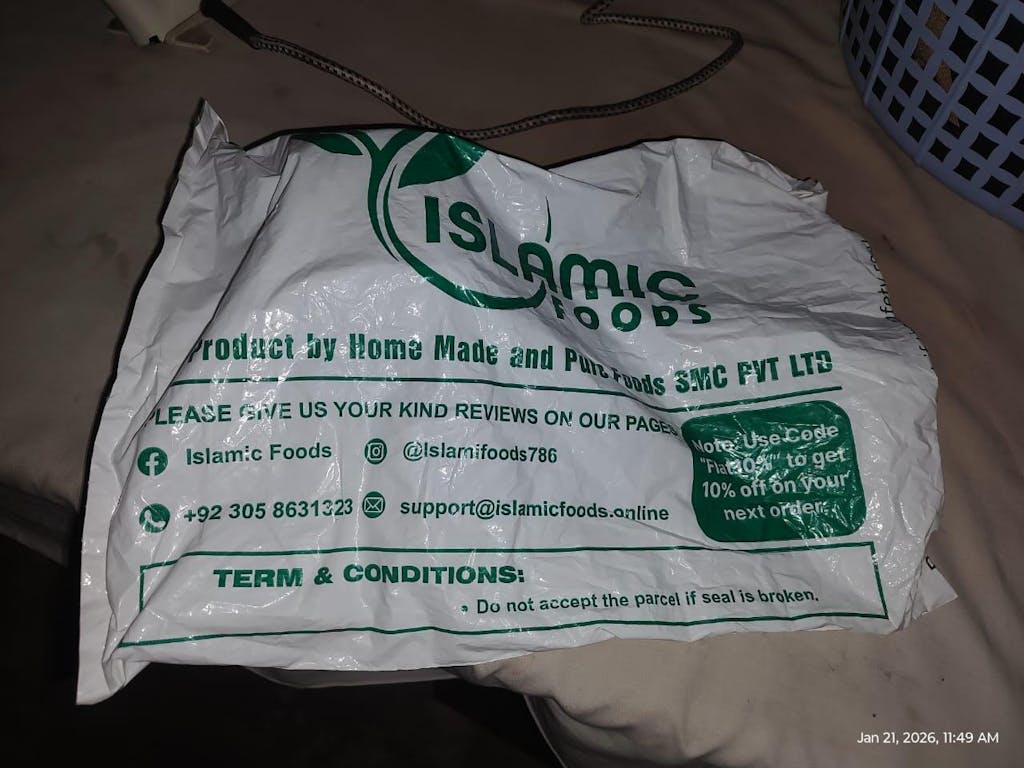 ISLAMIC
FOODS
Product by Home Made and Pure Foods SMC PVT LTD
PLEASE GIVE US YOUR KIND REVIEWS ON OUR PAGES
Islamic Foods @Islamifoods786
+92 305 8631323 support@islamicfoods.online
Note: Use Code
"Flat10%" to get
10% off on your
next order.
TERM & CONDITIONS:
• Do not accept the parcel if seal is broken.
Jan 21, 2026, 11:49 AM